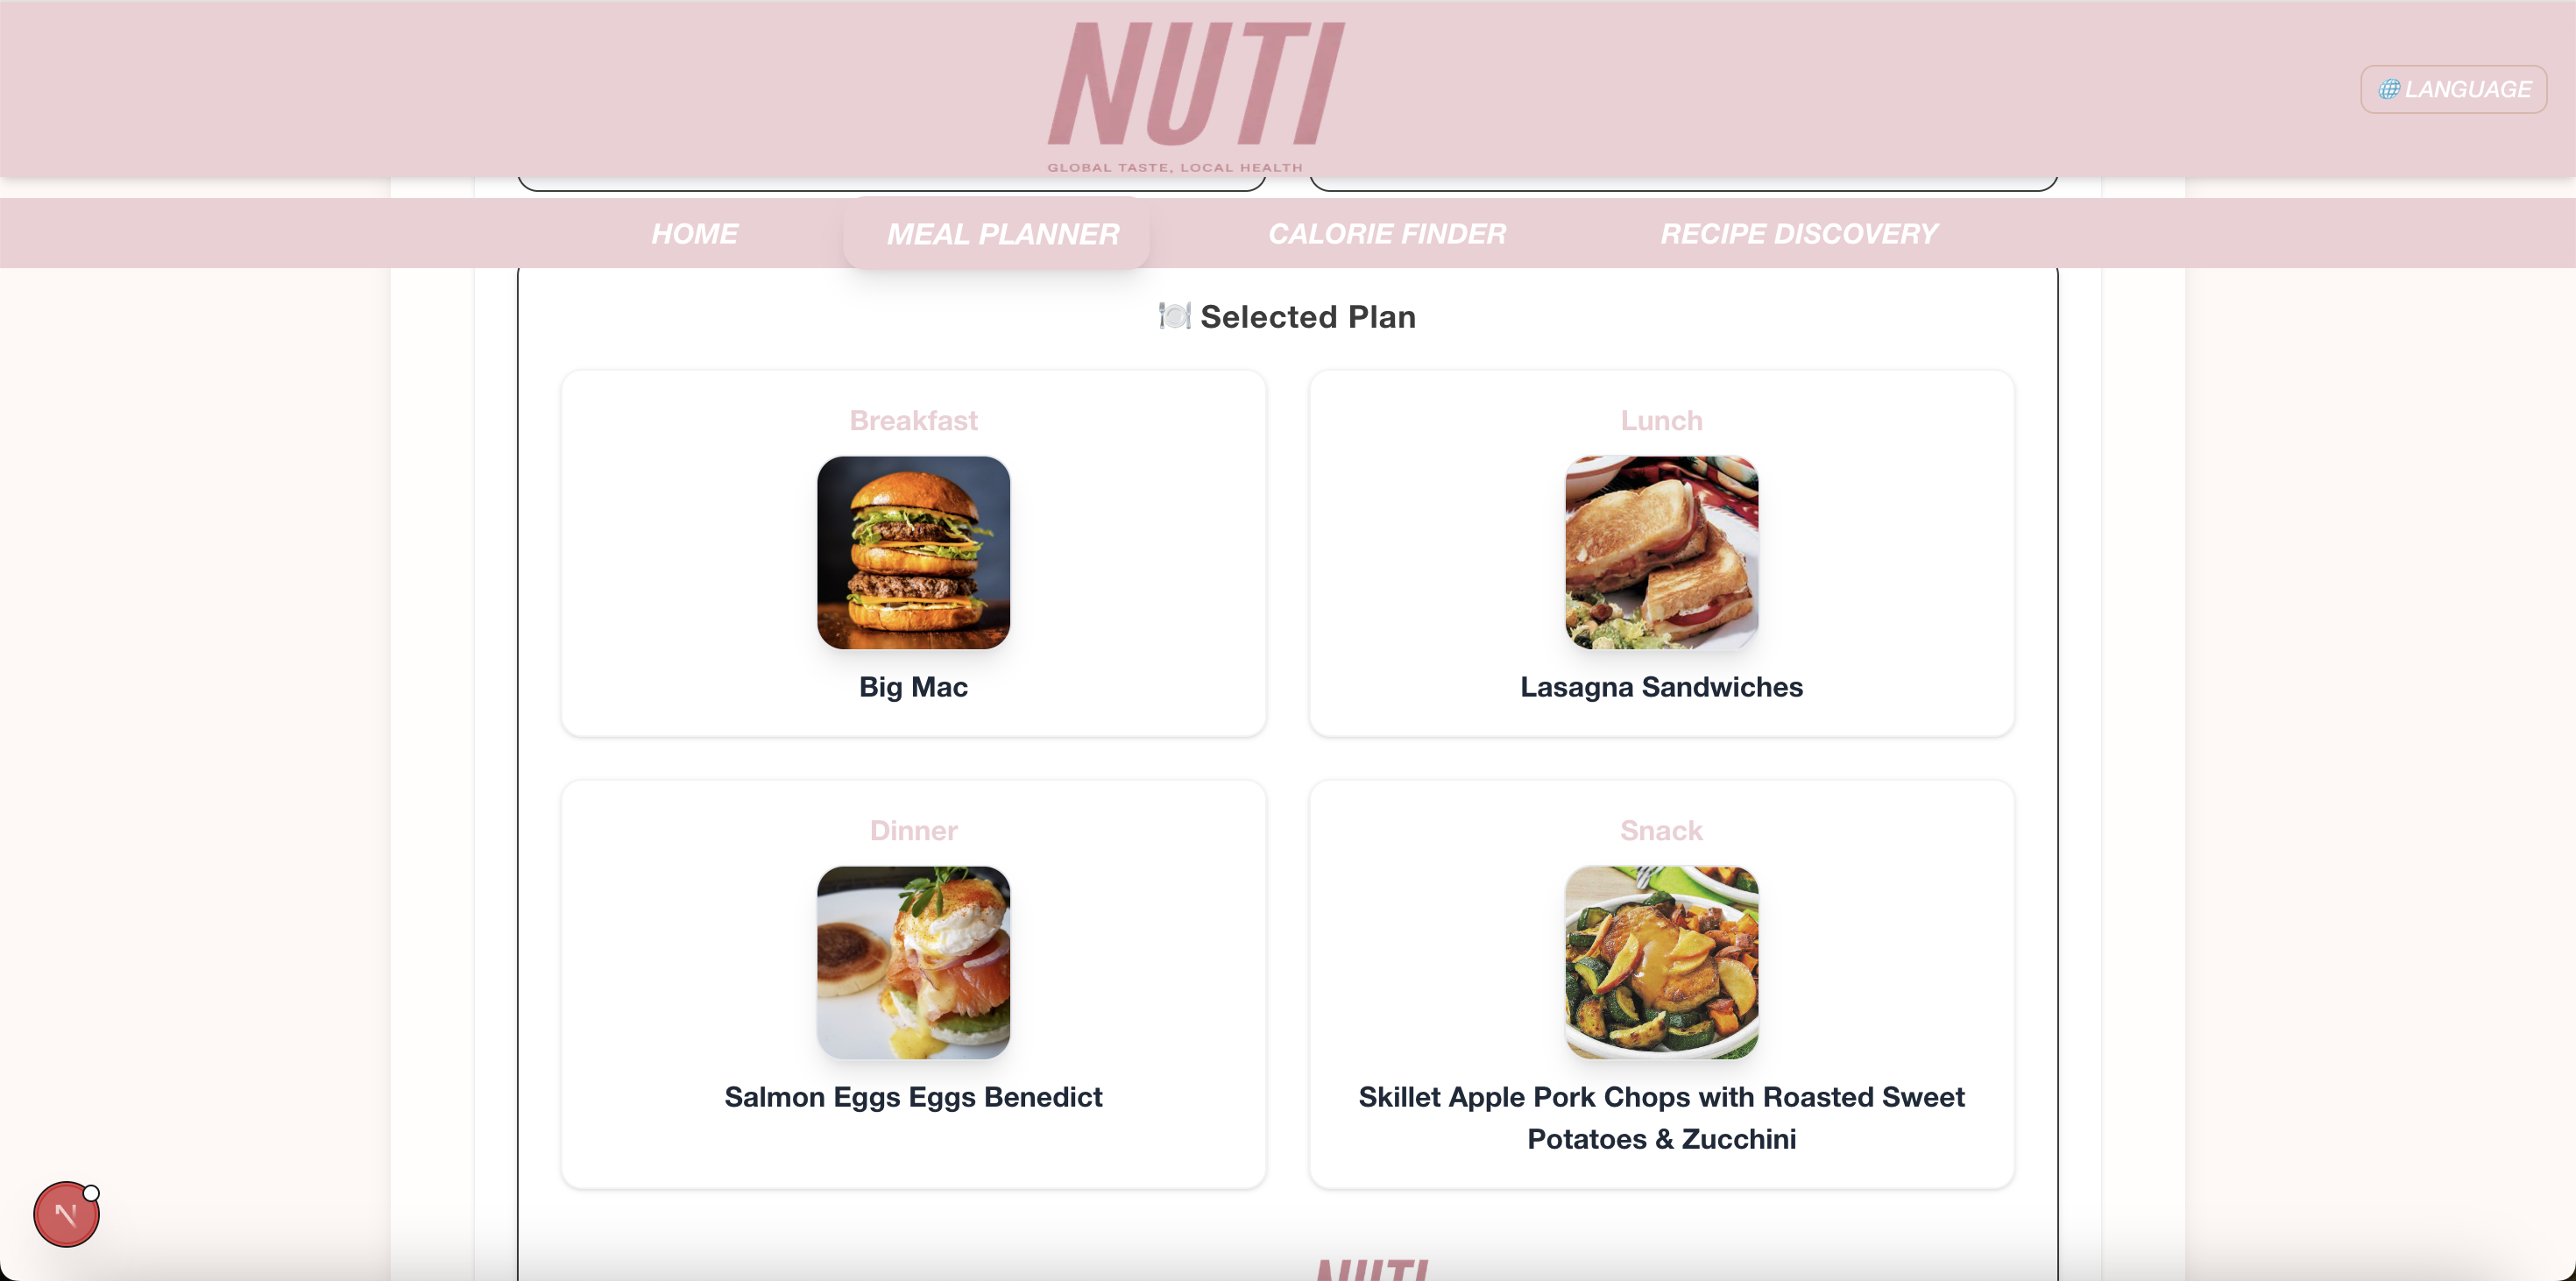 NUTI
GLOBAL TASTE, LOCAL HEALTH
LANGUAGE
HOME
MEAL PLANNER
CALORIE FINDER
RECIPE DISCOVERY
Selected Plan
Breakfast
Lunch
Big Mac
Lasagna Sandwiches
Dinner
Snack
Salmon Eggs Eggs Benedict
Skillet Apple Pork Chops with Roasted Sweet
Potatoes & Zucchini
N
NUTI